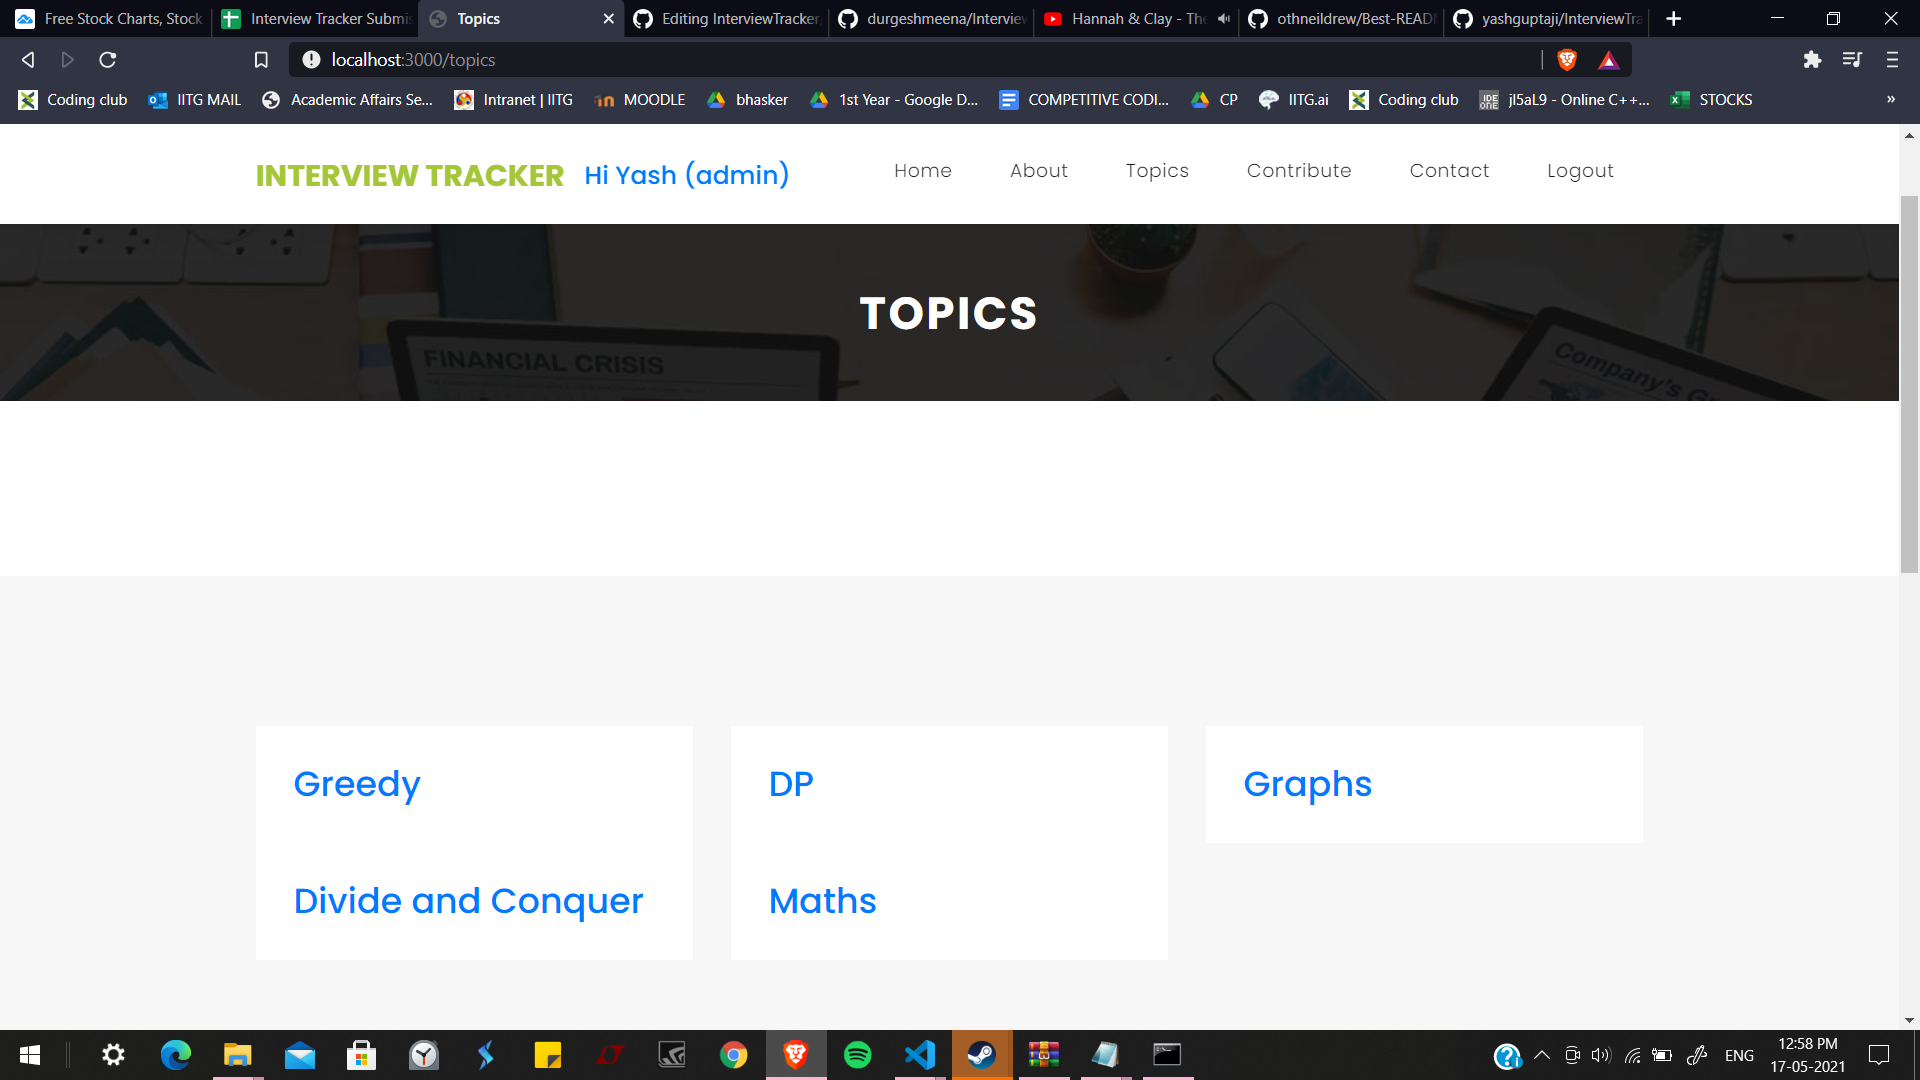 Free Stock Charts, Stock
Interview Tracker Submis
Topics
Editing InterviewTracker
durgeshmeena/Interview
Hannah & Clay - The
othneildrew/Best-READ
yashguptaji/InterviewTra
localhost:3000/topics
Coding club
IITG MAIL
Academic Affairs Se...
Intranet | IITG
MOODLE
bhasker
1st Year - Google D...
COMPETITIVE CODI...
CP
IITG.ai
Coding club
jI5aL9 - Online C++...
STOCKS
»
INTERVIEW TRACKER
Hi Yash (admin)
Home
About
Topics
Contribute
Contact
Logout
TOPICS
FINANCIAL CRISIS
Company's
Greedy
DP
Graphs
Divide and Conquer
Maths
ENG
12:58 PM
17-05-2021